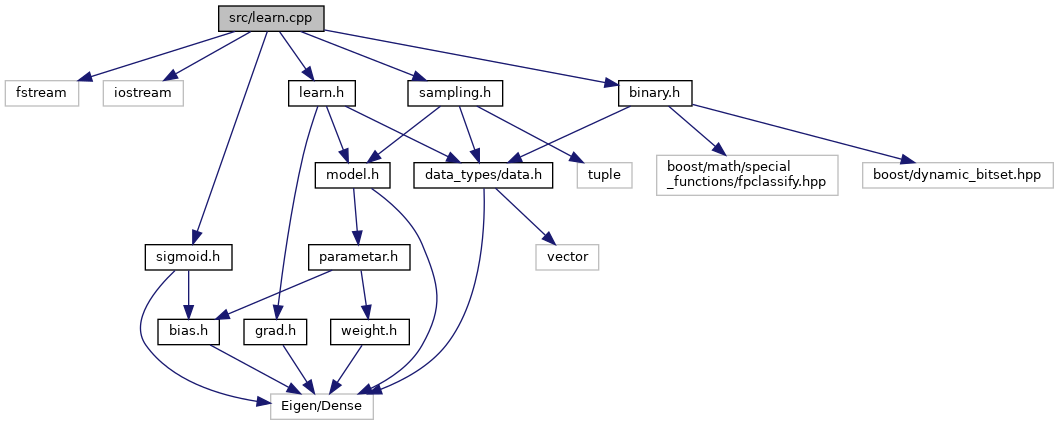 src/learn.cpp
fstream
iostream
learn.h
sampling.h
binary.h
model.h
data_types/data.h
tuple
boost/math/special
_functions/fpclassify.hpp
boost/dynamic_bitset.hpp
sigmoid.h
parametar.h
vector
bias.h
grad.h
weight.h
Eigen/Dense